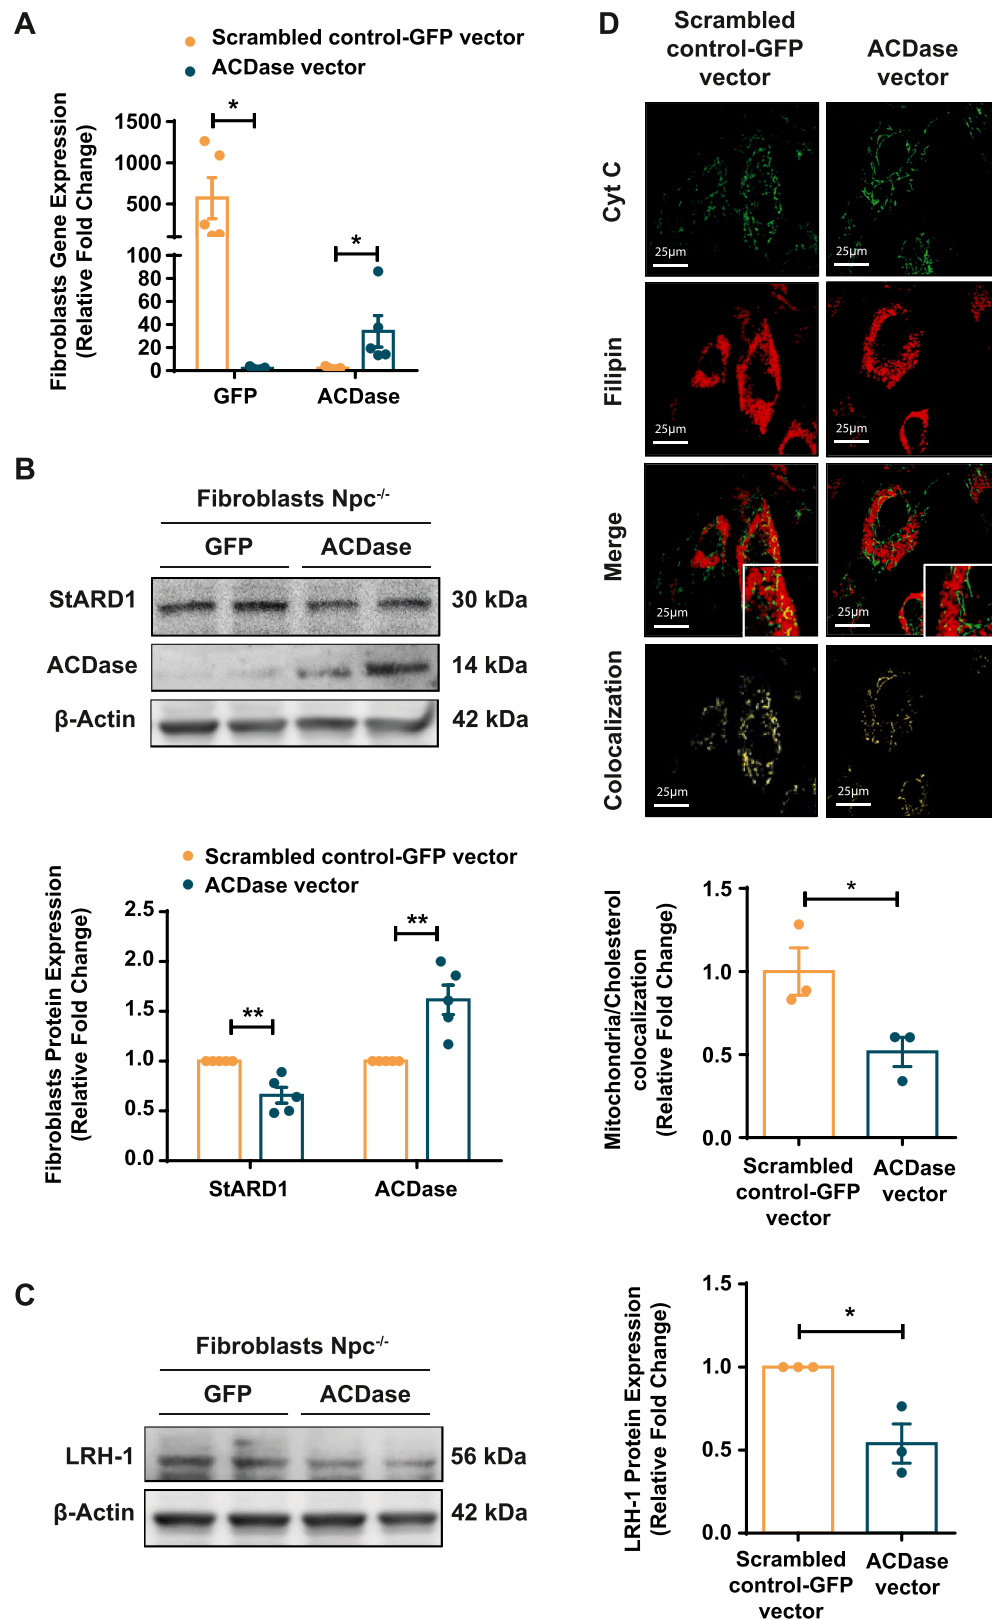 A
Scrambled control-GFP vector
ACDase vector
Fibroblasts Gene Expression
(Relative Fold Change)
1500
1000
500
100
80
60
40
20
0
*
*
GFP
ACDase
B
Fibroblasts Npc-/-
GFP
ACDase
StARD1
30 kDa
ACDase
14 kDa
β-Actin
42 kDa
Scrambled control-GFP vector
ACDase vector
Fibroblasts Protein Expression
(Relative Fold Change)
2.5
2.0
1.5
1.0
0.5
0.0
**
**
StARD1
ACDase
C
Fibroblasts Npc-/-
GFP
ACDase
LRH-1
56 kDa
β-Actin
42 kDa
LRH-1 Protein Expression
(Relative Fold Change)
1.5
1.0
0.5
0.0
*
Scrambled
control-GFP
vector
ACDase
vector
D
Scrambled
control-GFP
vector
ACDase
vector
Cyt C
25µm
25µm
Filipin
25µm
25µm
Merge
25µm
25µm
Colocalization
25µm
25µm
Mitochondria/Cholesterol
colocalization
(Relative Fold Change)
1.5
1.0
0.5
0.0
*
Scrambled
control-GFP
vector
ACDase
vector